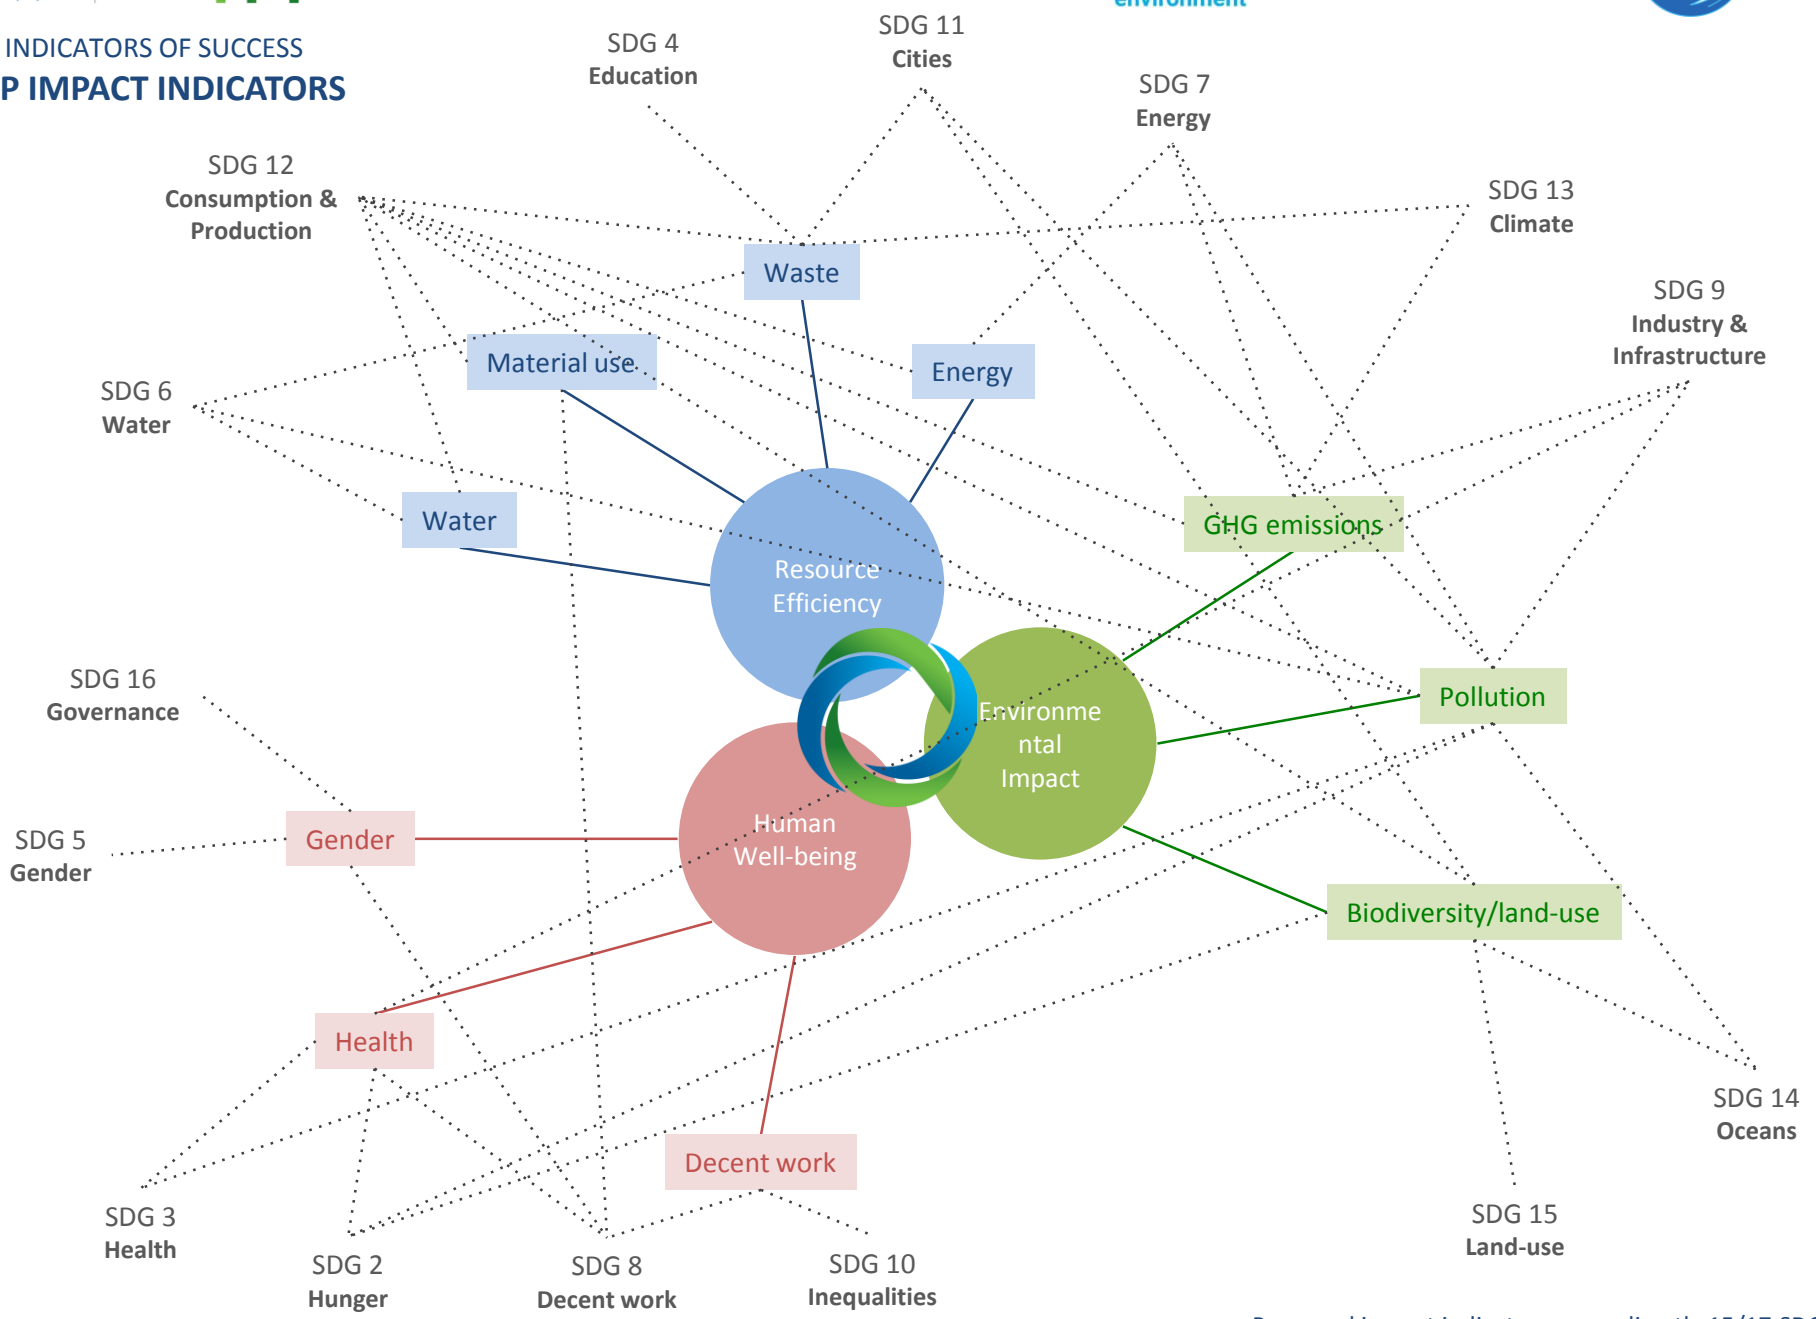 environment
INDICATORS OF SUCCESS
P IMPACT INDICATORS
SDG 4
Education
SDG 11
Cities
SDG 7
Energy
SDG 12
Consumption &
Production
SDG 13
Climate
SDG 9
Industry &
Infrastructure
SDG 6
Water
Waste
Material use
Energy
Water
GHG emissions
Resource
Efficiency
SDG 16
Governance
Pollution
Environme
ntal
Impact
SDG 5
Gender
Gender
Human
Well-being
Biodiversity/land-use
Health
SDG 14
Oceans
Decent work
SDG 3
Health
SDG 15
Land-use
SDG 2
Hunger
SDG 8
Decent work
SDG 10
Inequalities